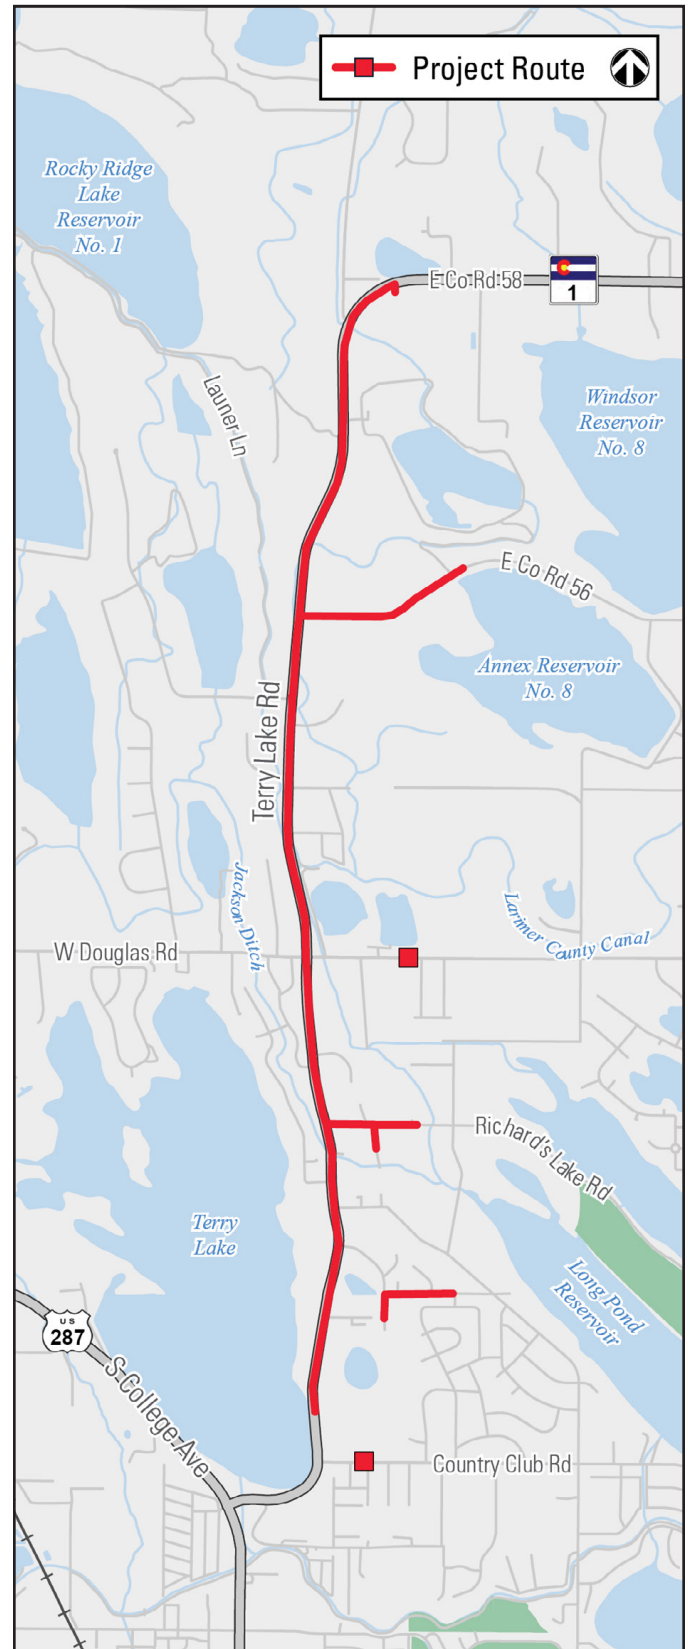 Project Route
Rocky Ridge
Lake
Reservoir
No. 1
E Co Rd 58
1
Launer Ln
Windsor
Reservoir
No. 8
E Co Rd 56
Annex Reservoir
No. 8
Terry Lake Rd
Jackson Ditch
Larimer County Canal
W Douglas Rd
Richard's Lake Rd
Terry
Lake
Long Pond
Reservoir
US
287
S College Ave
Country Club Rd